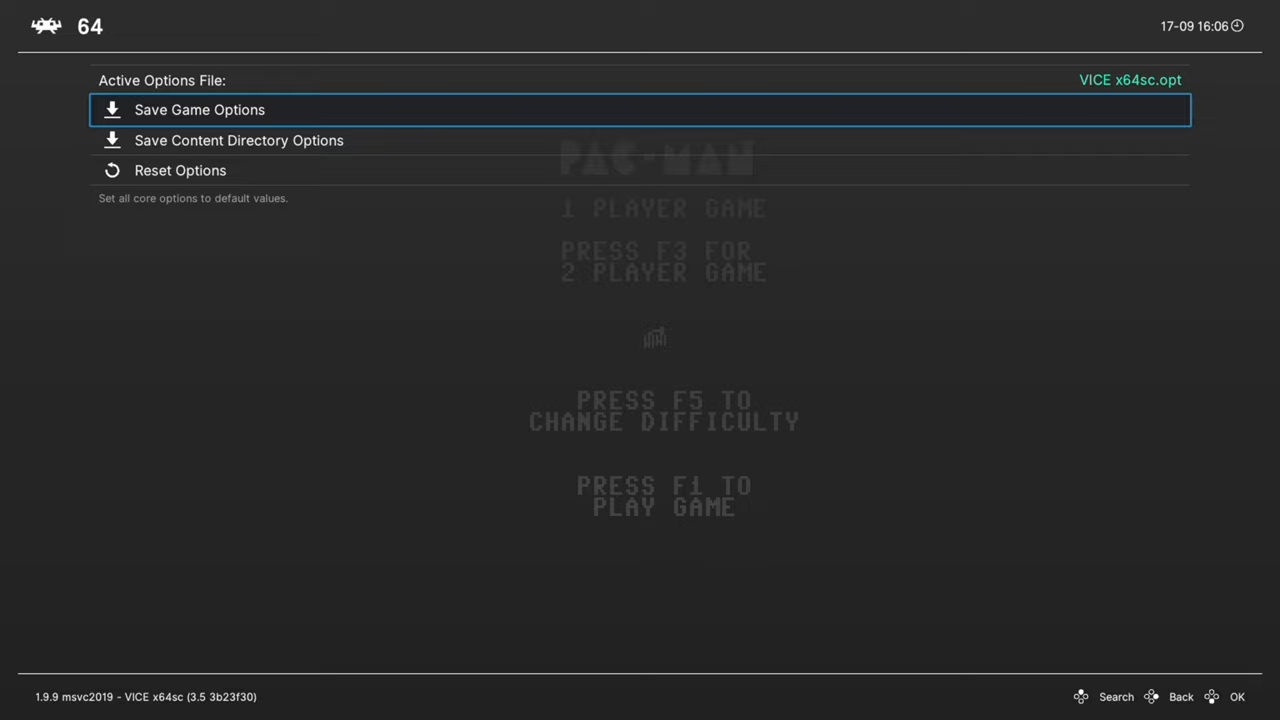 64
17-09 16:06
Active Options File: VICE x64sc.opt
Save Game Options
Save Content Directory Options
Reset Options
Set all core options to default values.
PAC-MAN
1 PLAYER GAME
PRESS F3 FOR
2 PLAYER GAME
PRESS F5 TO
CHANGE DIFFICULTY
PRESS F1 TO
PLAY GAME
1.9.9 msvc2019 - VICE x64sc (3.5 3b23f30)
Search Back OK